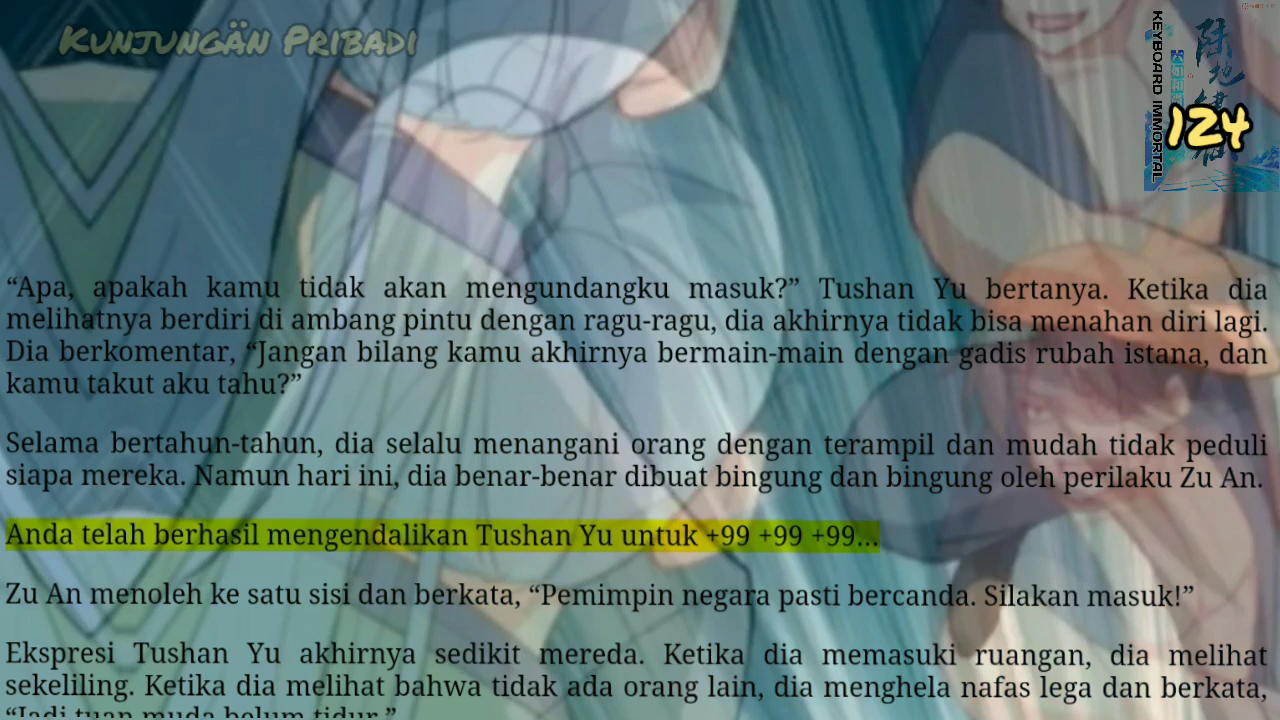 Kunjungän Pribadi
KEYBOARD IMMORTAL
124
“Apa, apakah kamu tidak akan mengundangku masuk?” Tushan Yu bertanya. Ketika dia
melihatnya berdiri di ambang pintu dengan ragu-ragu, dia akhirnya tidak bisa menahan diri lagi.
Dia berkomentar, “Jangan bilang kamu akhirnya bermain-main dengan gadis rubah istana, dan
kamu takut aku tahu?”
Selama bertahun-tahun, dia selalu menangani orang dengan terampil dan mudah tidak peduli
siapa mereka. Namun hari ini, dia benar-benar dibuat bingung dan bingung oleh perilaku Zu An.
Anda telah berhasil mengendalikan Tushan Yu untuk +99 +99 +99...
Zu An menoleh ke satu sisi dan berkata, “Pemimpin negara pasti bercanda. Silakan masuk!”
Ekspresi Tushan Yu akhirnya sedikit mereda. Ketika dia memasuki ruangan, dia melihat
sekeliling. Ketika dia melihat bahwa tidak ada orang lain, dia menghela nafas lega dan berkata,
“Jadi tuan muda belum tidur.”